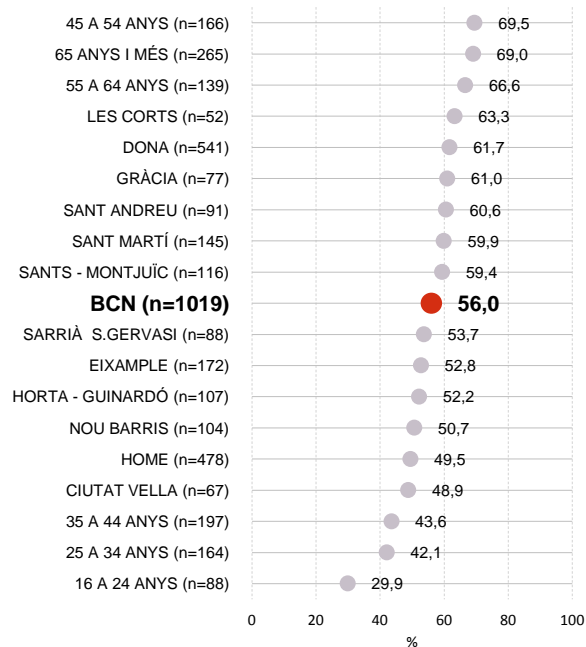 45 A 54 ANYS (n=166) 69,5
65 ANYS I MÉS (n=265) 69,0
55 A 64 ANYS (n=139) 66,6
LES CORTS (n=52) 63,3
DONA (n=541) 61,7
GRÀCIA (n=77) 61,0
SANT ANDREU (n=91) 60,6
SANT MARTÍ (n=145) 59,9
SANTS - MONTJUÏC (n=116) 59,4
BCN (n=1019) 56,0
SARRIÀ S.GERVASI (n=88) 53,7
EIXAMPLE (n=172) 52,8
HORTA - GUINARDÓ (n=107) 52,2
NOU BARRIS (n=104) 50,7
HOME (n=478) 49,5
CIUTAT VELLA (n=67) 48,9
35 A 44 ANYS (n=197) 43,6
25 A 34 ANYS (n=164) 42,1
16 A 24 ANYS (n=88) 29,9
0 20 40 60 80 100
%